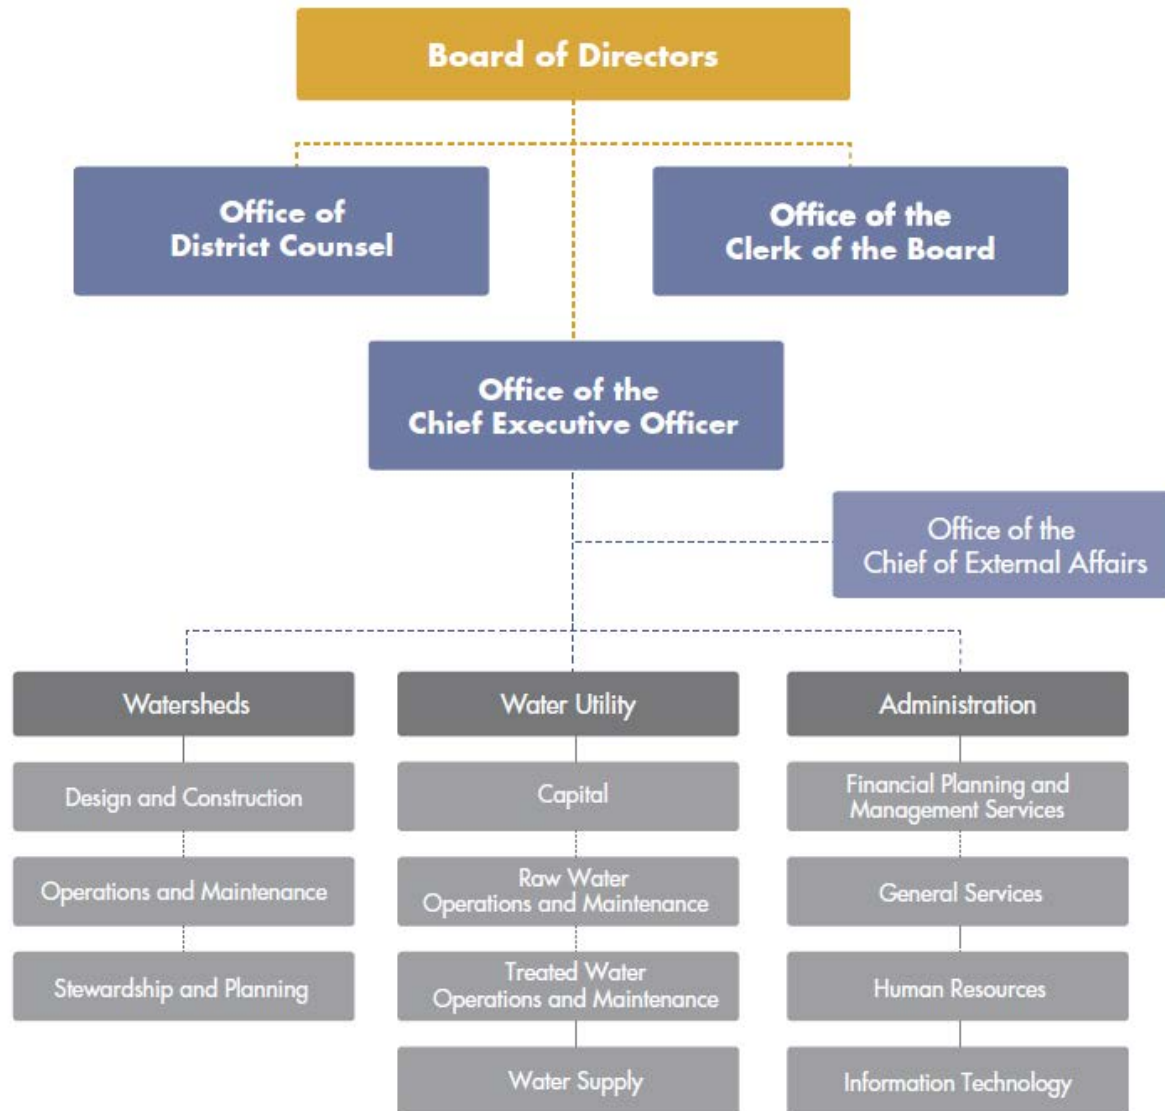 Board of Directors
Office of
District Counsel
Office of the
Clerk of the Board
Office of the
Chief Executive Officer
Office of the
Chief of External Affairs
Watersheds
Design and Construction
Operations and Maintenance
Stewardship and Planning
Water Utility
Capital
Raw Water
Operations and Maintenance
Treated Water
Operations and Maintenance
Water Supply
Administration
Financial Planning and
Management Services
General Services
Human Resources
Information Technology